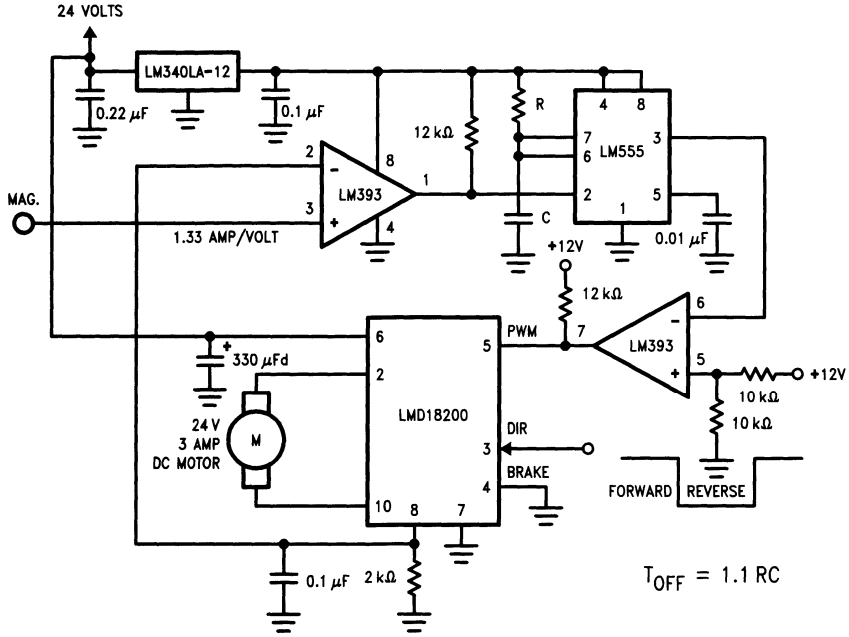 24 VOLTS
LM340LA-12
0.22 μF
0.1 μF
12 kΩ
R
4
8
7
6
LM555
3
2
5
1
C
0.01 μF
2
8
LM393
1
3
4
MAG.
1.33 AMP/VOLT
+12V
12 kΩ
6
LM393
7
5
+12V
10 kΩ
10 kΩ
6
PWM
5
330 μFd
+
2
24 V
3 AMP
DC MOTOR
M
LMD18200
DIR
3
BRAKE
4
10
8
7
FORWARD
REVERSE
0.1 μF
2 kΩ
T_OFF = 1.1 RC